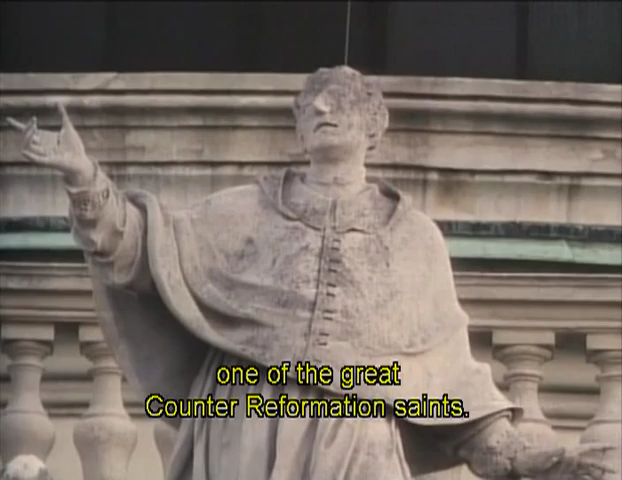 one of the great
Counter Reformation saints.